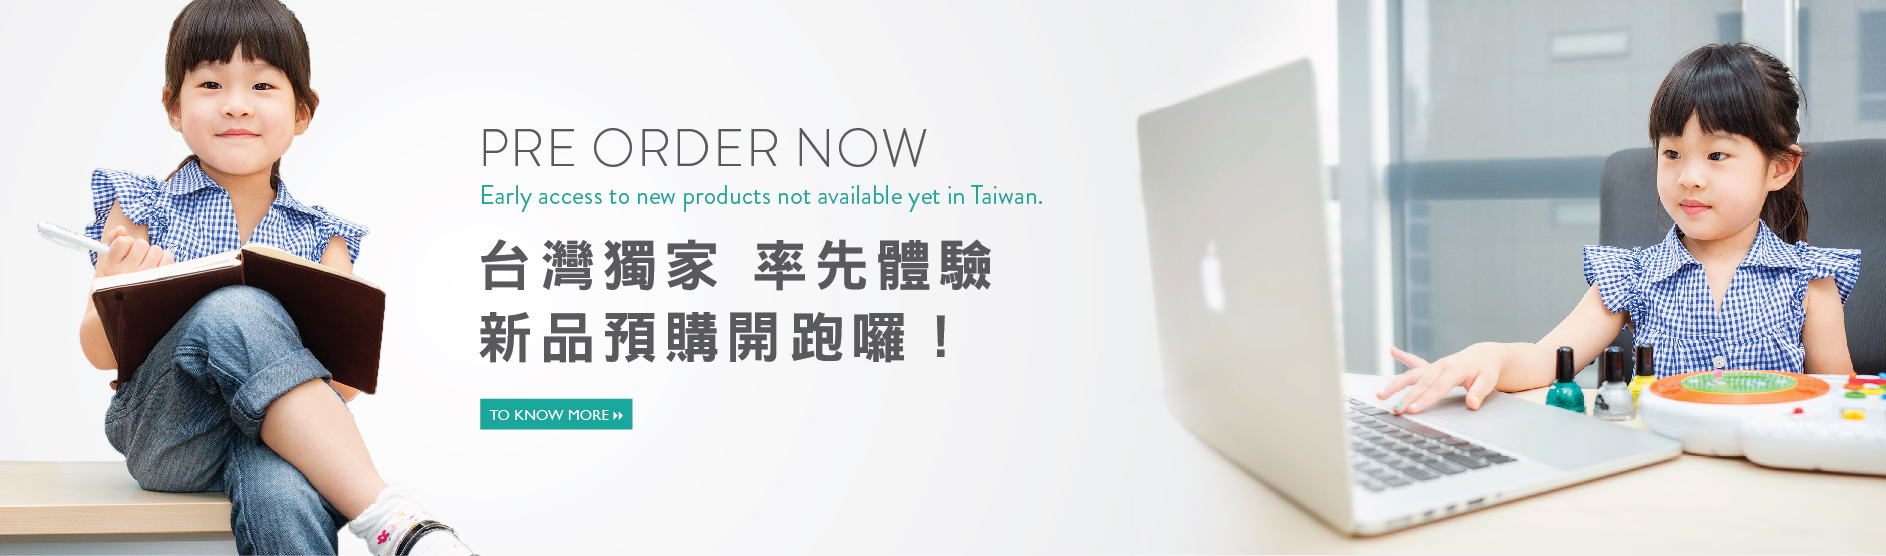 PRE ORDER NOW
Early access to new products not available yet in Taiwan.
台灣獨家 率先體驗
新品預購開跑囉！
TO KNOW MORE